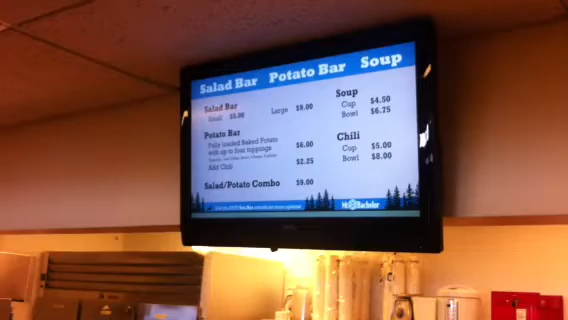 Salad Bar Potato Bar Soup
Salad Bar
Small $5.00 Large $9.00
Potato Bar
Fully loaded Baked Potato $6.00
with up to four toppings
Add Chili $2.25
Salad/Potato Combo $9.00
Soup
Cup $4.50
Bowl $6.75
Chili
Cup $5.00
Bowl $8.00
Mt Bachelor